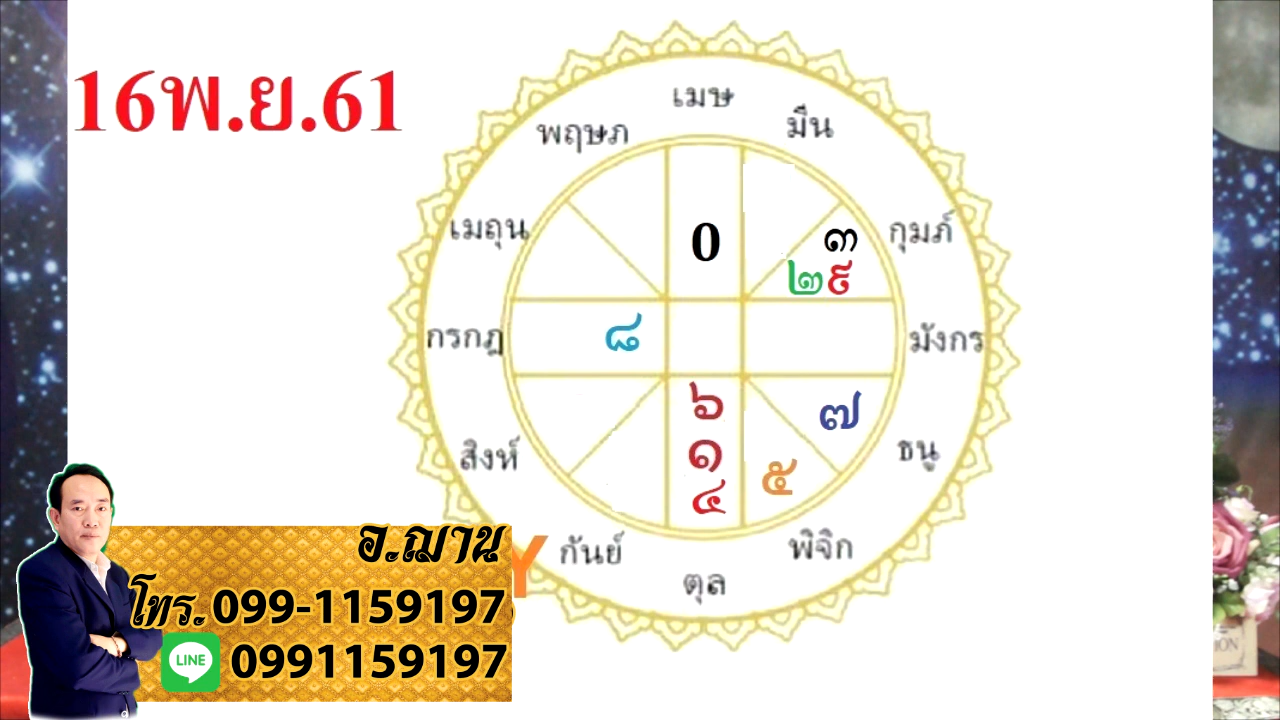 16พ.ย.61
เมษ
มีน
พฤษภ
เมถุน
กุมภ์
0
๓
๒๙
กรกฎ
๘
มังกร
๖
๗
๑
สิงห์
ธนู
๔
๕
กันย์
พิจิก
ตุล
Y
อ.ฌาน
โทร. 099-1159197
LINE 0991159197